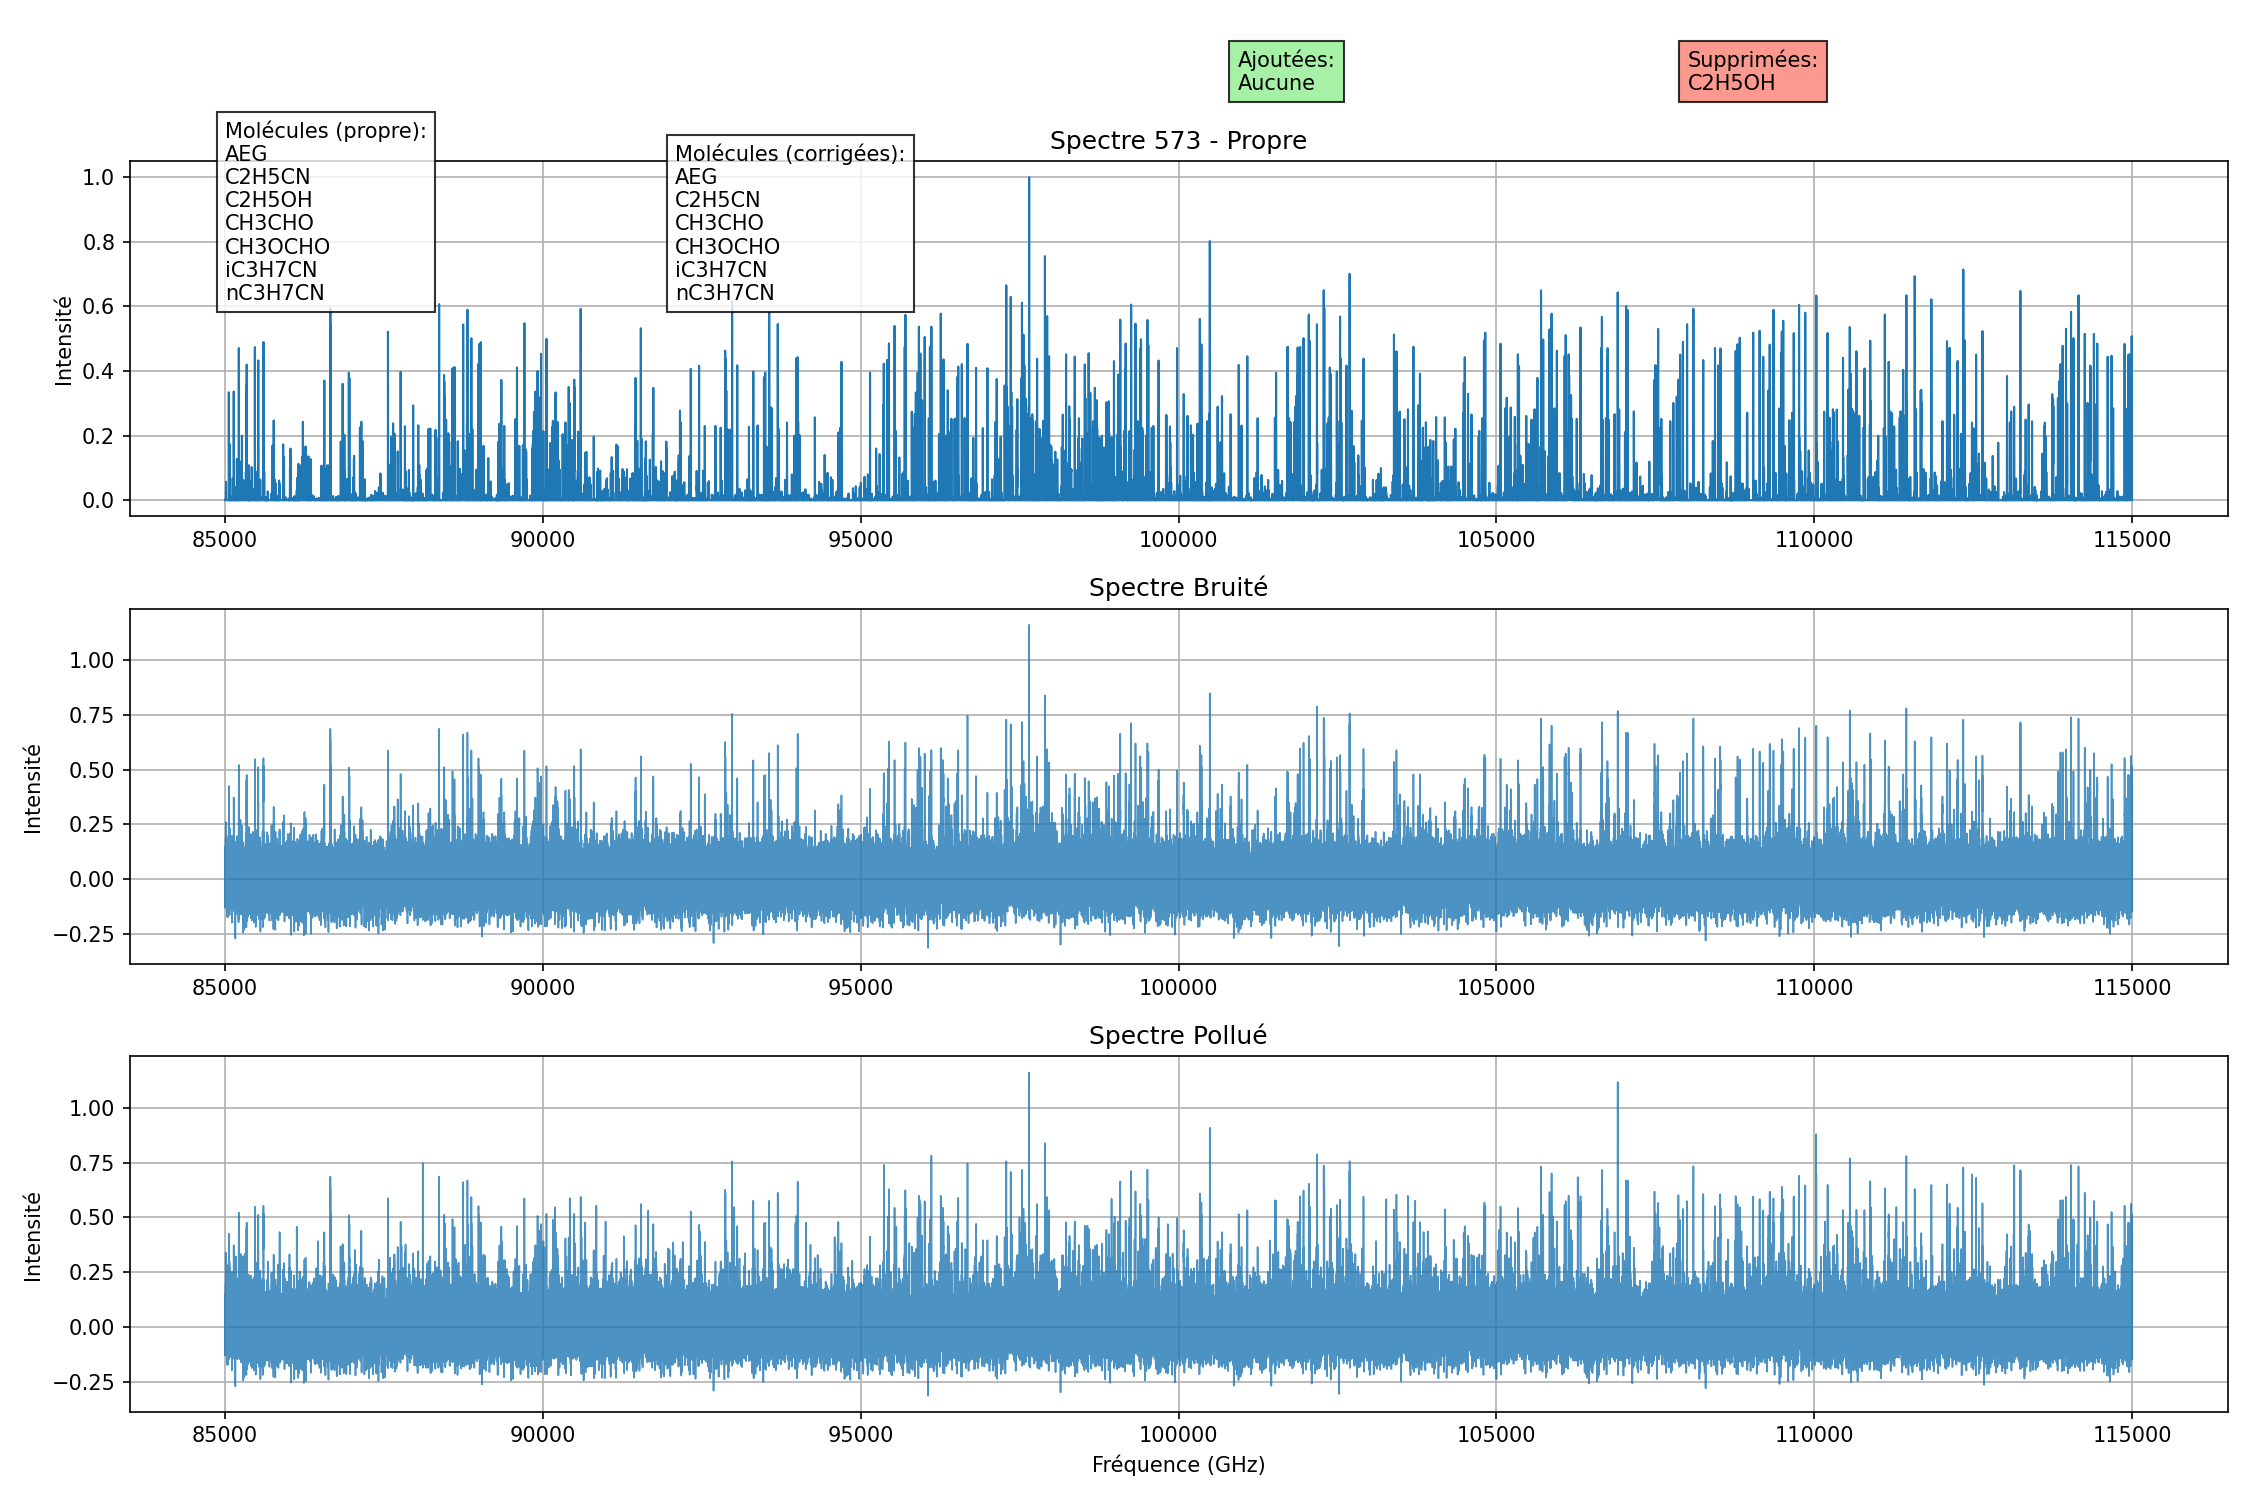 Ajoutées:
Aucune
Supprimées:
C2H5OH
Molécules (propre):
AEG
C2H5CN
C2H5OH
CH3CHO
CH3OCHO
iC3H7CN
nC3H7CN
Molécules (corrigées):
AEG
C2H5CN
CH3CHO
CH3OCHO
iC3H7CN
nC3H7CN
Spectre 573 - Propre
Intensité
1.0
0.8
0.6
0.4
0.2
0.0
85000 90000 95000 100000 105000 110000 115000
Spectre Bruité
Intensité
1.00
0.75
0.50
0.25
0.00
−0.25
85000 90000 95000 100000 105000 110000 115000
Spectre Pollué
Intensité
1.00
0.75
0.50
0.25
0.00
−0.25
85000 90000 95000 100000 105000 110000 115000
Fréquence (GHz)